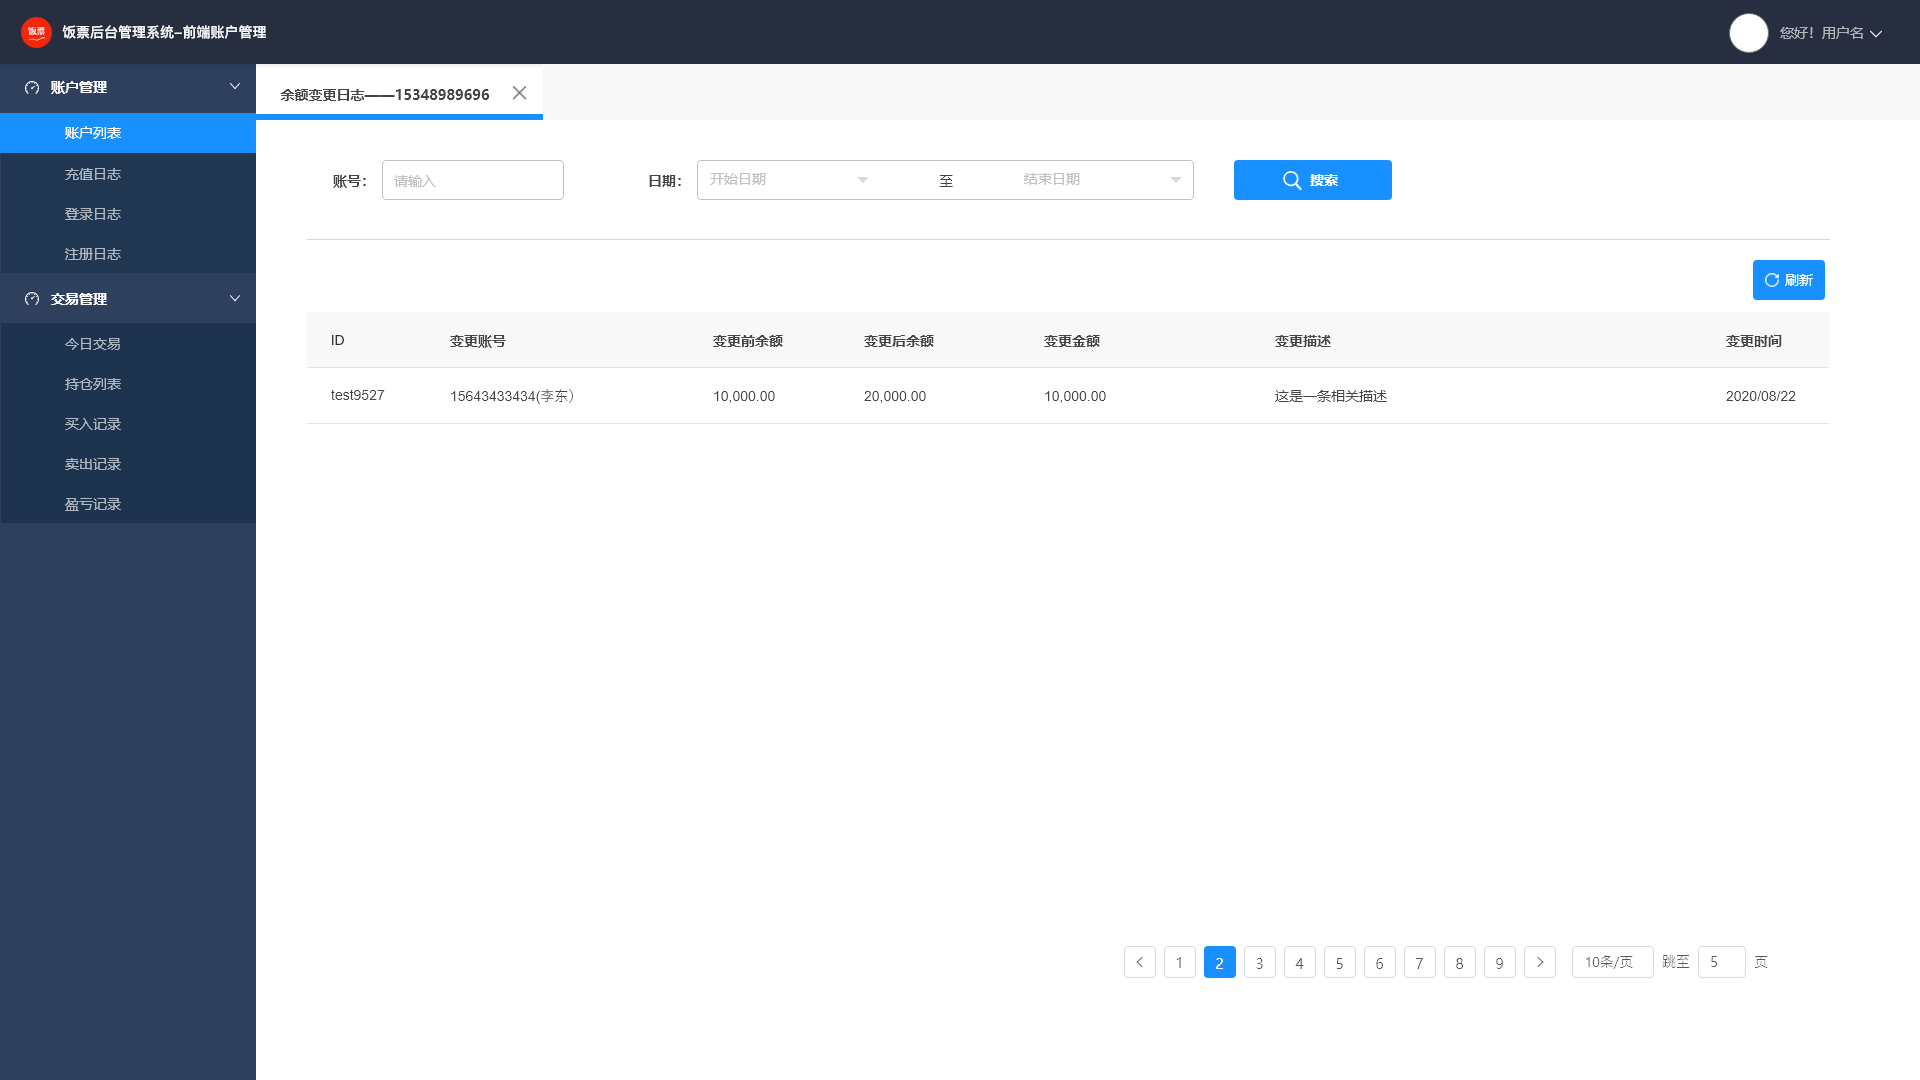 饭票
饭票后台管理系统–前端账户管理
您好！用户名
账户管理
账户列表
充值日志
登录日志
注册日志
交易管理
今日交易
持仓列表
买入记录
卖出记录
盈亏记录
余额变更日志——15348989696
账号： 请输入 日期： 开始日期 至 结束日期 搜索
刷新
ID 变更账号 变更前余额 变更后余额 变更金额 变更描述 变更时间
test9527 15643433434(李东） 10,000.00 20,000.00 10,000.00 这是一条相关描述 2020/08/22
1 2 3 4 5 6 7 8 9 10条/页 跳至 5 页